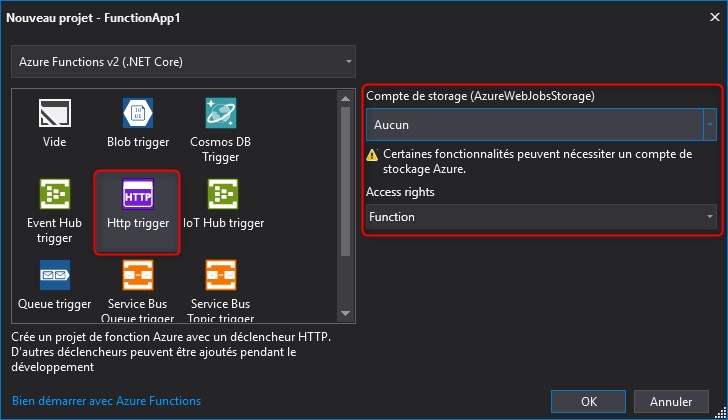 Nouveau projet - FunctionApp1
Azure Functions v2 (.NET Core)
Vide
Blob trigger
Cosmos DB
Trigger
Event Hub
trigger
HTTP
Http trigger
IoT Hub trigger
Queue trigger
Service Bus
Queue trigger
Service Bus
Topic trigger
Crée un projet de fonction Azure avec un déclencheur HTTP.
D'autres déclencheurs peuvent être ajoutés pendant le
développement
Compte de storage (AzureWebJobsStorage)
Aucun
Certaines fonctionnalités peuvent nécessiter un compte de
stockage Azure.
Access rights
Function
Bien démarrer avec Azure Functions
OK
Annuler